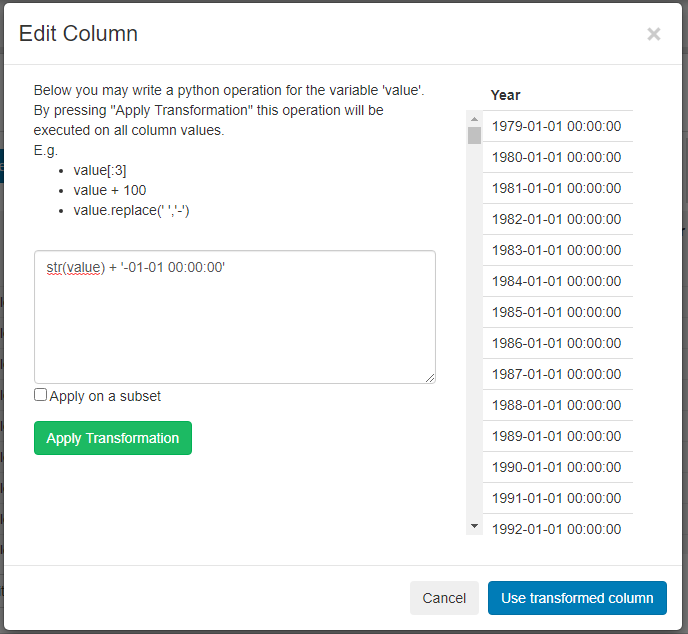 Edit Column
×
Below you may write a python operation for the variable 'value'.
By pressing "Apply Transformation" this operation will be
executed on all column values.
E.g.
• value[:3]
• value + 100
• value.replace(' ','-')
str(value) + '-01-01 00:00:00'
Apply on a subset
Apply Transformation
Year
1979-01-01 00:00:00
1980-01-01 00:00:00
1981-01-01 00:00:00
1982-01-01 00:00:00
1983-01-01 00:00:00
1984-01-01 00:00:00
1985-01-01 00:00:00
1986-01-01 00:00:00
1987-01-01 00:00:00
1988-01-01 00:00:00
1989-01-01 00:00:00
1990-01-01 00:00:00
1991-01-01 00:00:00
1992-01-01 00:00:00
Cancel
Use transformed column